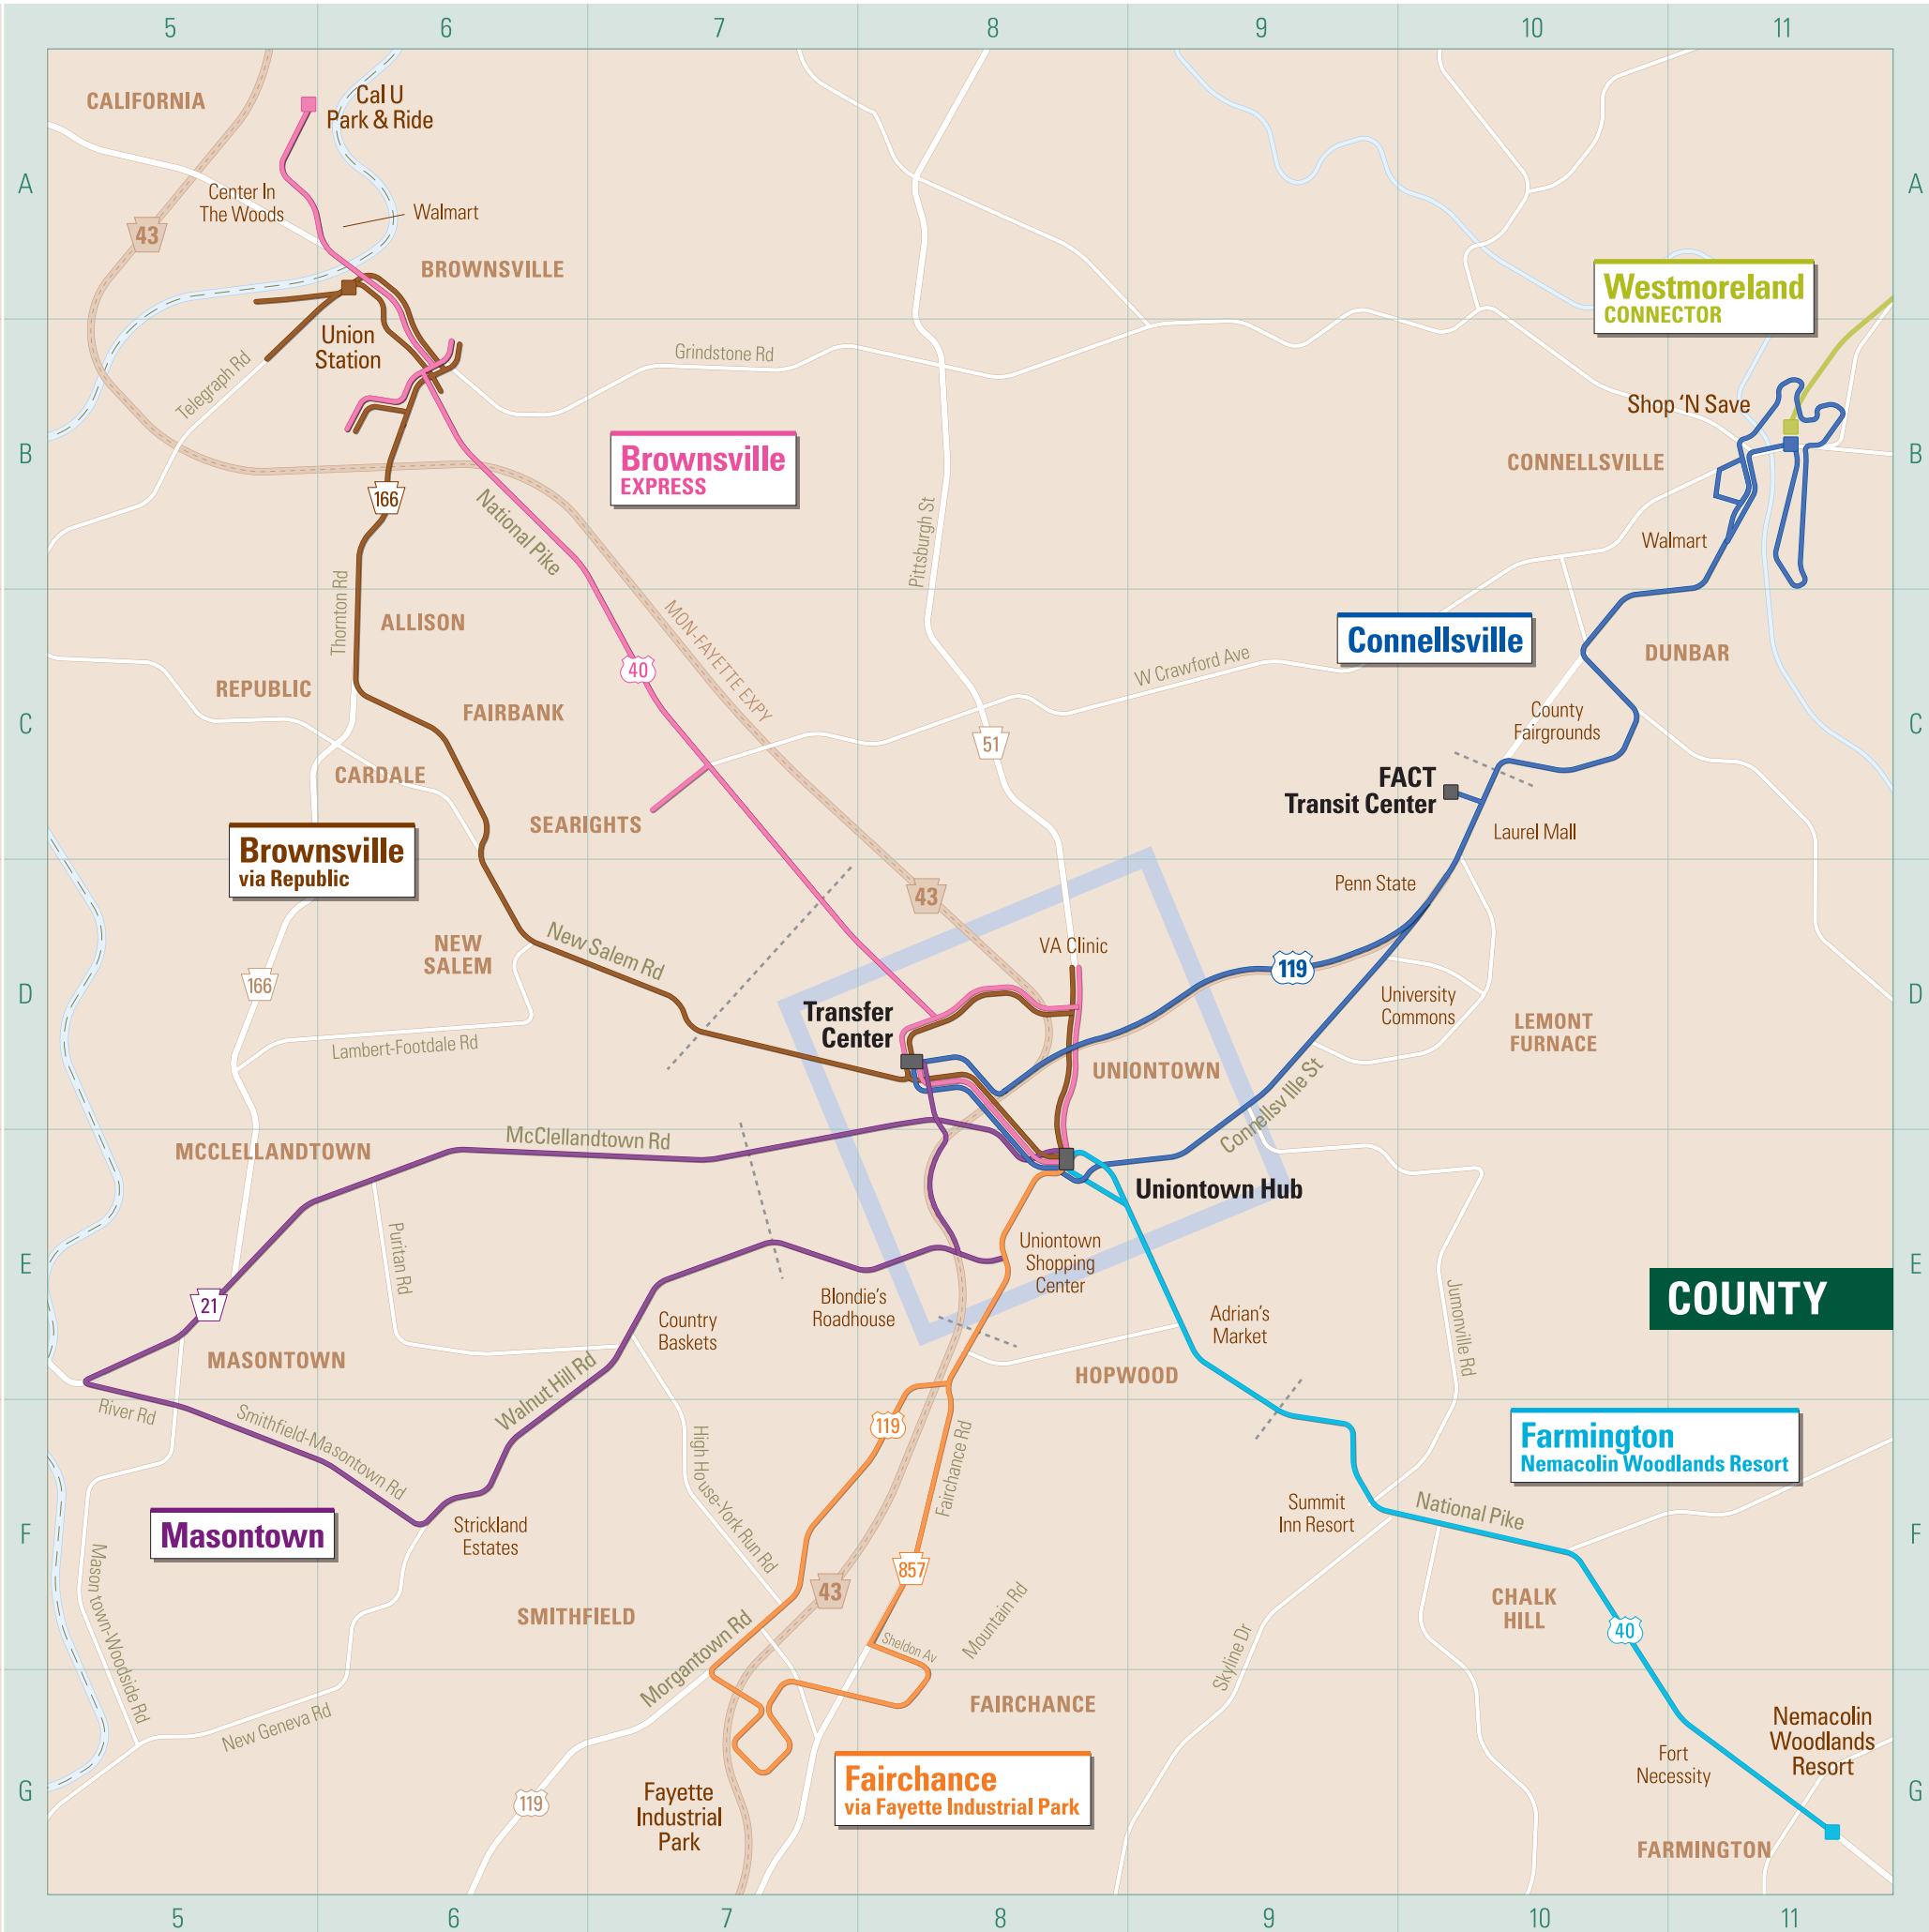 5
6
7
8
9
10
11
A
A
CALIFORNIA
Cal U
Park & Ride
Center In
The Woods
Walmart
43
BROWNSVILLE
Westmoreland
CONNECTOR
Union
Station
Telegraph Rd
Grindstone Rd
Shop 'N Save
B
B
Brownsville
EXPRESS
CONNELLSVILLE
166
National Pike
Pittsburgh St
Walmart
Thornton Rd
ALLISON
MON-FAYETTE EXPY
Connellsville
DUNBAR
40
W Crawford Ave
REPUBLIC
FAIRBANK
C
C
County
Fairgrounds
51
CARDALE
FACT
Transit Center
SEARIGHTS
Laurel Mall
Brownsville
via Republic
Penn State
43
NEW
SALEM
New Salem Rd
VA Clinic
119
166
D
D
University
Commons
Transfer
Center
LEMONT
FURNACE
Lambert-Footdale Rd
UNIONTOWN
Connellsv Ille St
McClellandtown Rd
MCCLELLANDTOWN
Uniontown Hub
Puritan Rd
Uniontown
Shopping
Center
E
E
21
Blondie's
Roadhouse
Country
Baskets
Adrian's
Market
Jumonville Rd
COUNTY
MASONTOWN
HOPWOOD
River Rd
Smithfield-Masontown Rd
Walnut Hill Rd
119
Fairchance Rd
High House-York Run Rd
Farmington
Nemacolin Woodlands Resort
Masontown
Strickland
Estates
Summit
Inn Resort
National Pike
F
F
Mason town-Woodside Rd
857
43
SMITHFIELD
CHALK
HILL
40
Morgantown Rd
Sheldon Av
Mountain Rd
Skyline Dr
New Geneva Rd
FAIRCHANCE
Nemacolin
Woodlands
Resort
Fort
Necessity
Fairchance
via Fayette Industrial Park
G
G
119
Fayette
Industrial
Park
FARMINGTON
5
6
7
8
9
10
11